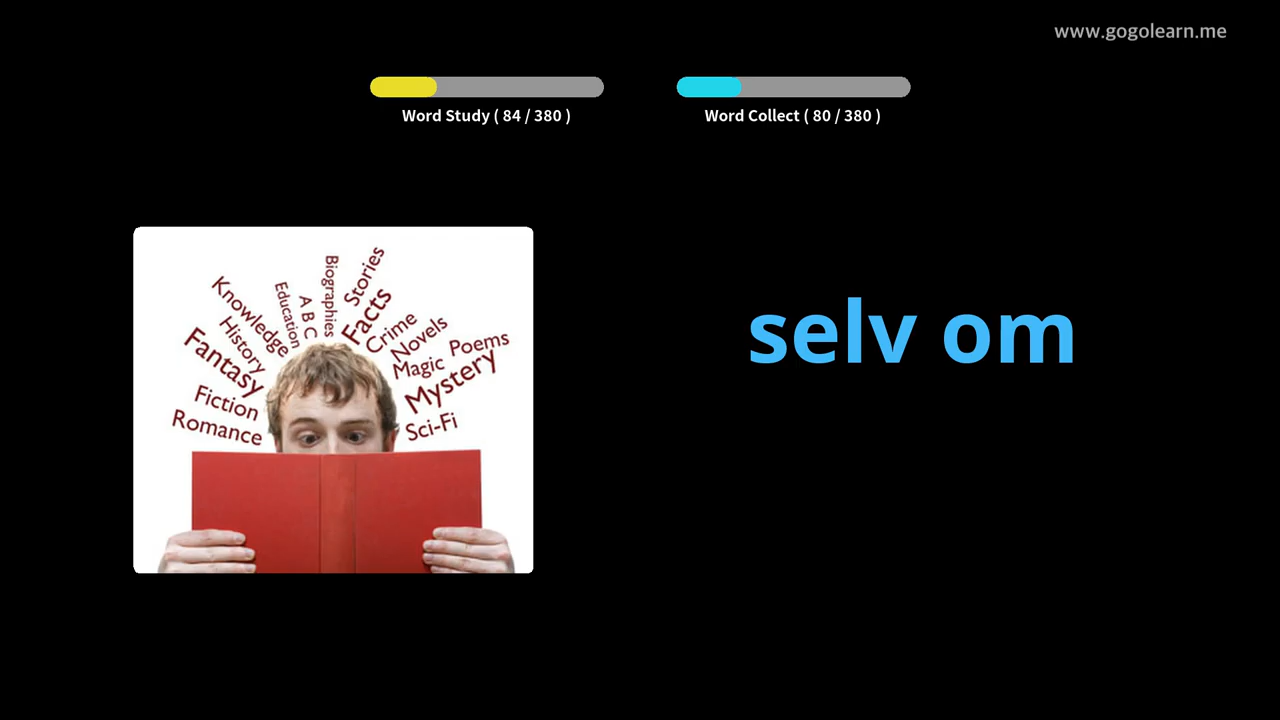 www.gogolearn.me
Word Study ( 84 / 380 )
Word Collect ( 80 / 380 )
Romance
Fiction
Fantasy
History
Knowledge
Education
A B C
Biographies
Stories
Facts
Crime
Novels
Magic
Poems
Mystery
Sci-Fi
selv om